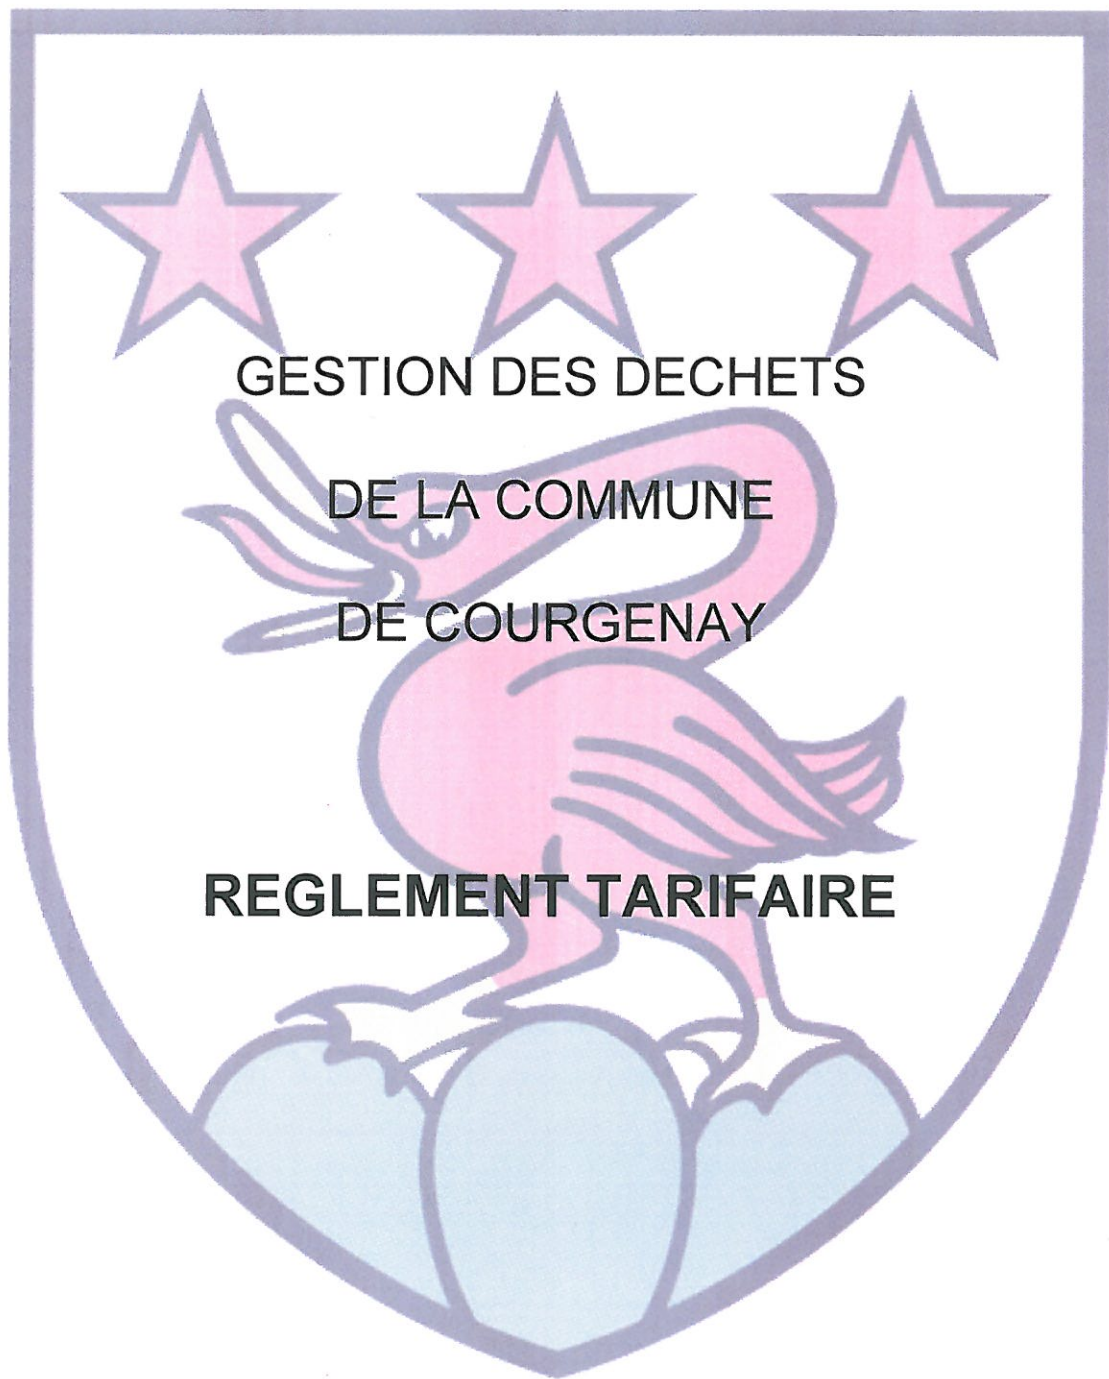 GESTION DES DECHETS
DE LA COMMUNE
DE COURGENAY
REGLEMENT TARIFAIRE